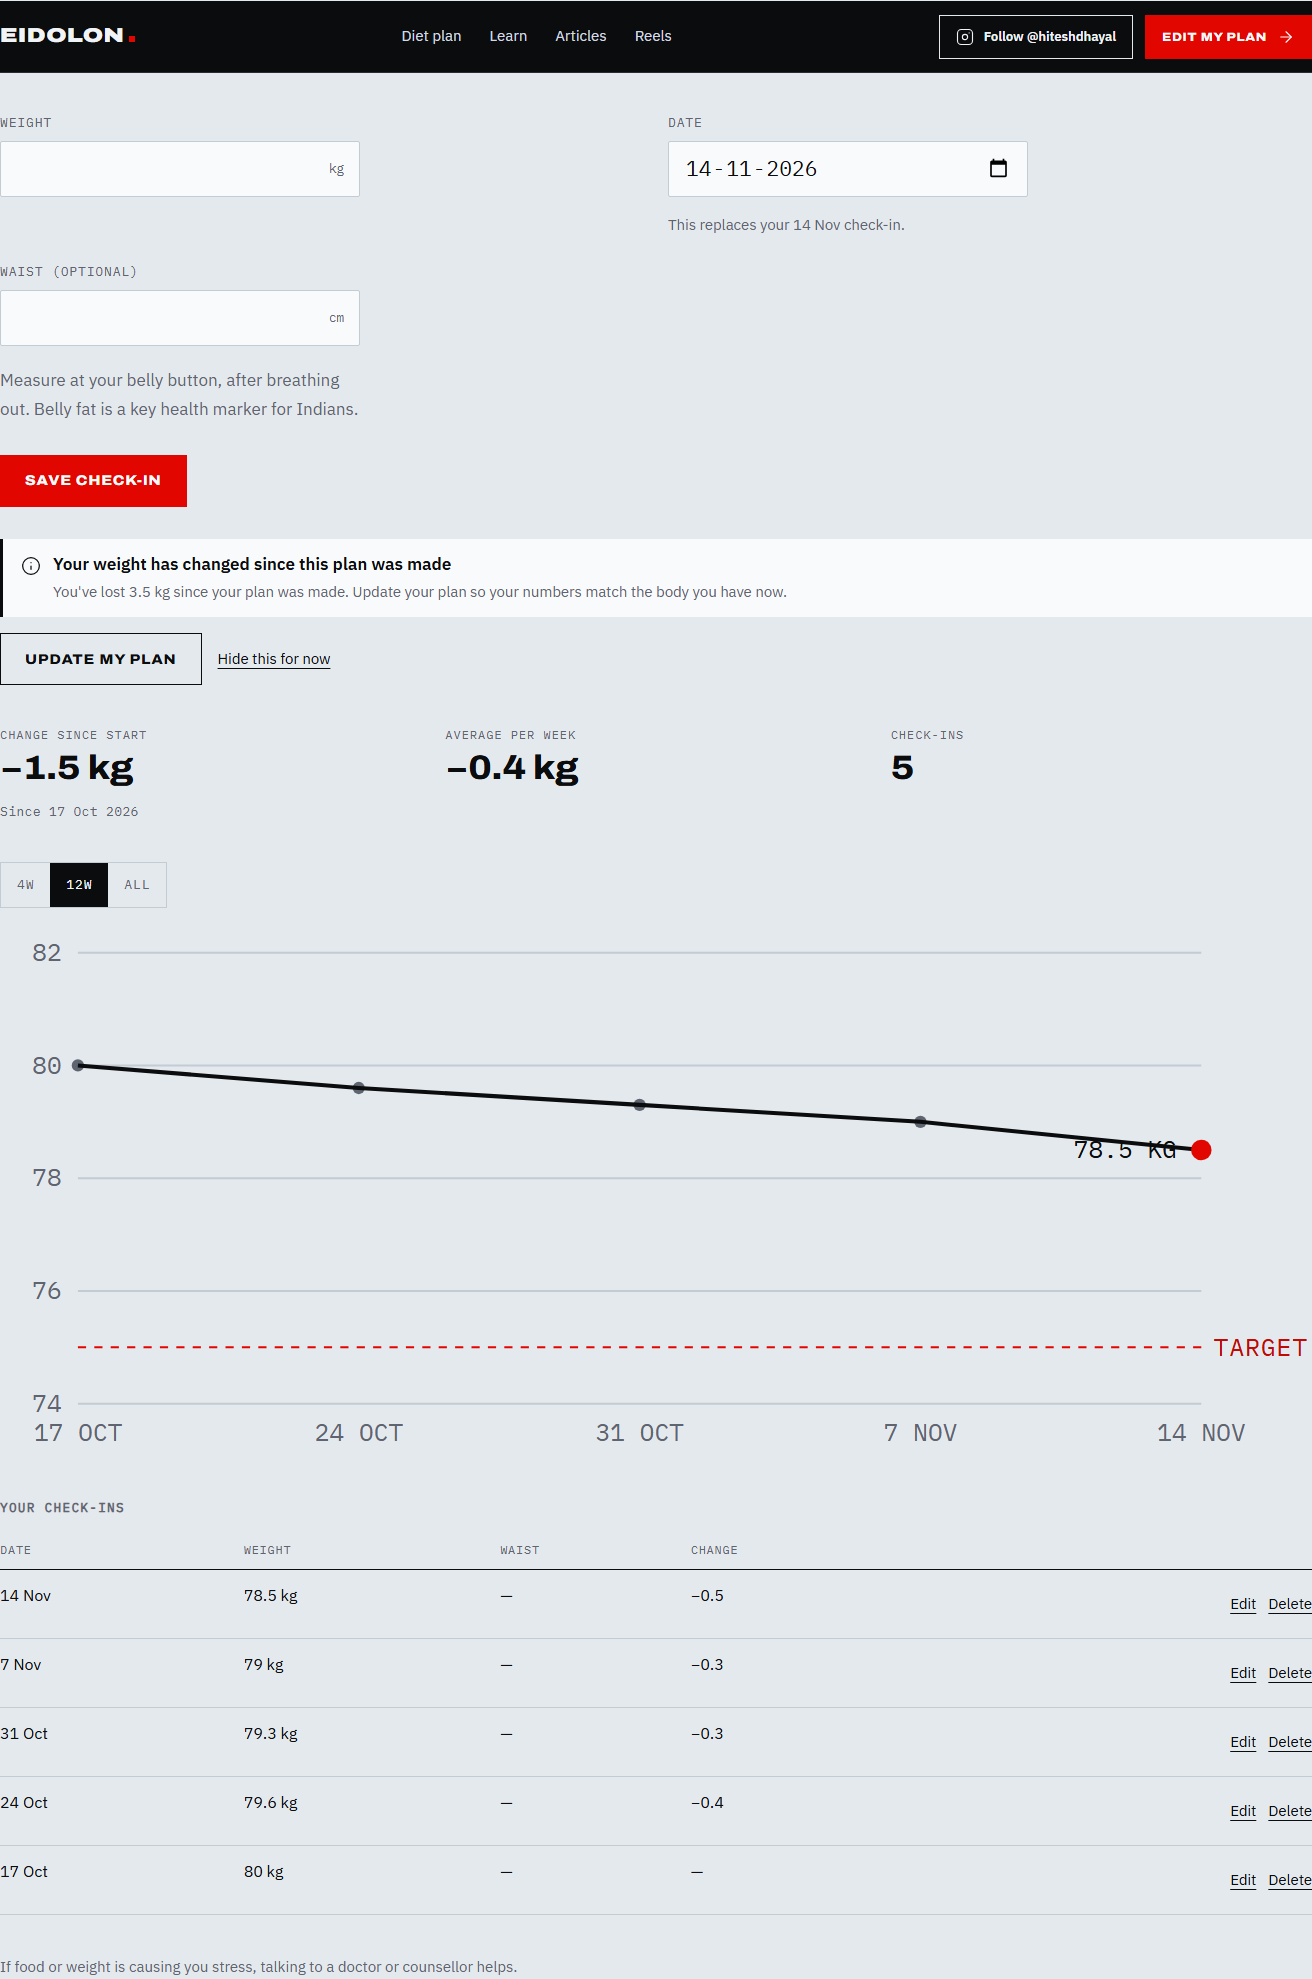 EIDOLON.
Diet plan
Learn
Articles
Reels
Follow @hiteshdhayal
EDIT MY PLAN
WEIGHT
kg
DATE
14-11-2026
This replaces your 14 Nov check-in.
WAIST (OPTIONAL)
cm
Measure at your belly button, after breathing
out. Belly fat is a key health marker for Indians.
SAVE CHECK-IN
Your weight has changed since this plan was made
You've lost 3.5 kg since your plan was made. Update your plan so your numbers match the body you have now.
UPDATE MY PLAN
Hide this for now
CHANGE SINCE START
−1.5 kg
Since 17 Oct 2026
AVERAGE PER WEEK
−0.4 kg
CHECK-INS
5
4W
12W
ALL
82
80
78.5 KG
78
76
TARGET
74
17 OCT
24 OCT
31 OCT
7 NOV
14 NOV
YOUR CHECK-INS
DATE WEIGHT WAIST CHANGE
14 Nov 78.5 kg — −0.5 Edit Delete
7 Nov 79 kg — −0.3 Edit Delete
31 Oct 79.3 kg — −0.3 Edit Delete
24 Oct 79.6 kg — −0.4 Edit Delete
17 Oct 80 kg — — Edit Delete
If food or weight is causing you stress, talking to a doctor or counsellor helps.